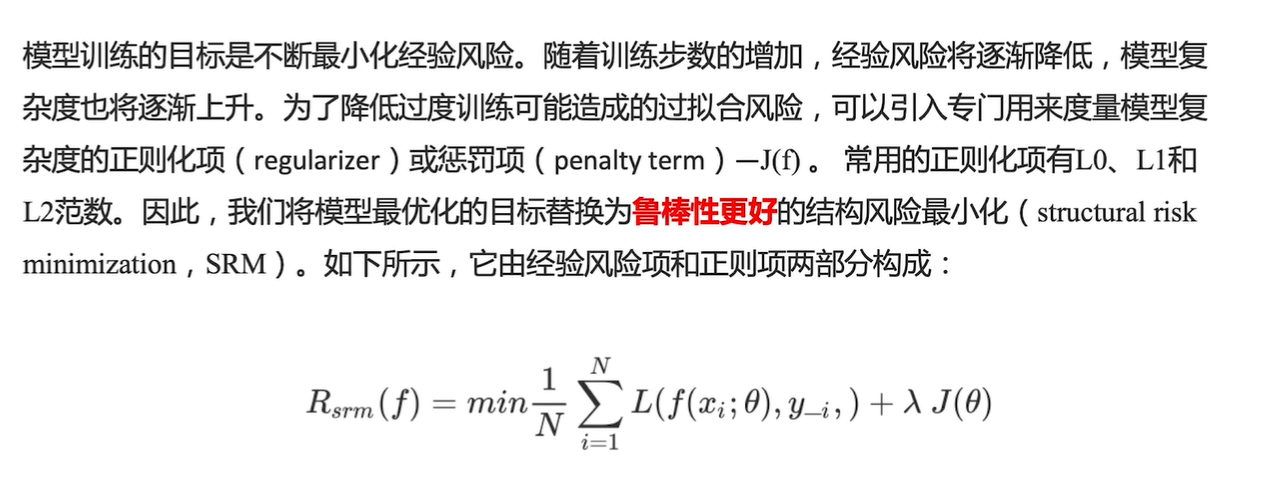 模型训练的目标是不断最小化经验风险。随着训练步数的增加，经验风险将逐渐降低，模型复
杂度也将逐渐上升。为了降低过度训练可能造成的过拟合风险，可以引入专门用来度量模型复
杂度的正则化项（regularizer）或惩罚项（penalty term）—J(f) 。 常用的正则化项有L0、L1和
L2范数。因此，我们将模型最优化的目标替换为鲁棒性更好的结构风险最小化（structural risk
minimization，SRM）。如下所示，它由经验风险项和正则项两部分构成：
R_{srm}(f) = min \frac{1}{N} \sum_{i=1}^{N} L(f(x_i; θ), y_{–i}, ) + λ J(θ)